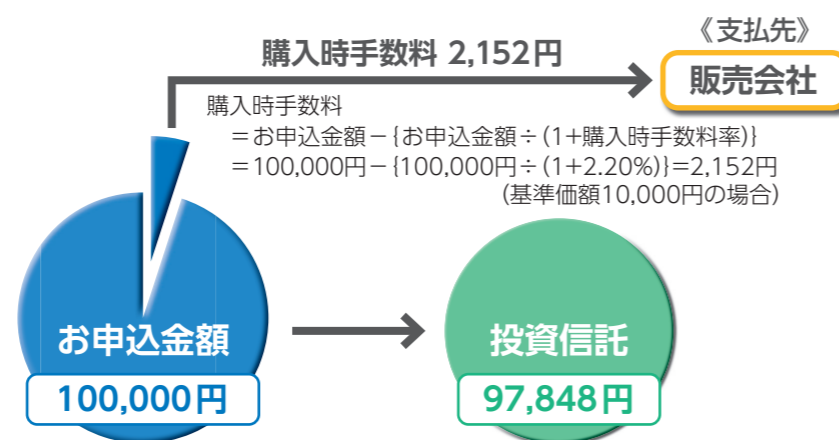 《支払先》
購入時手数料 2,152円
販売会社
購入時手数料
＝お申込金額－{お申込金額÷(1+購入時手数料率)}
＝100,000円－{100,000円÷(1+2.20%)}＝2,152円
(基準価額10,000円の場合)
お申込金額
100,000円
投資信託
97,848円